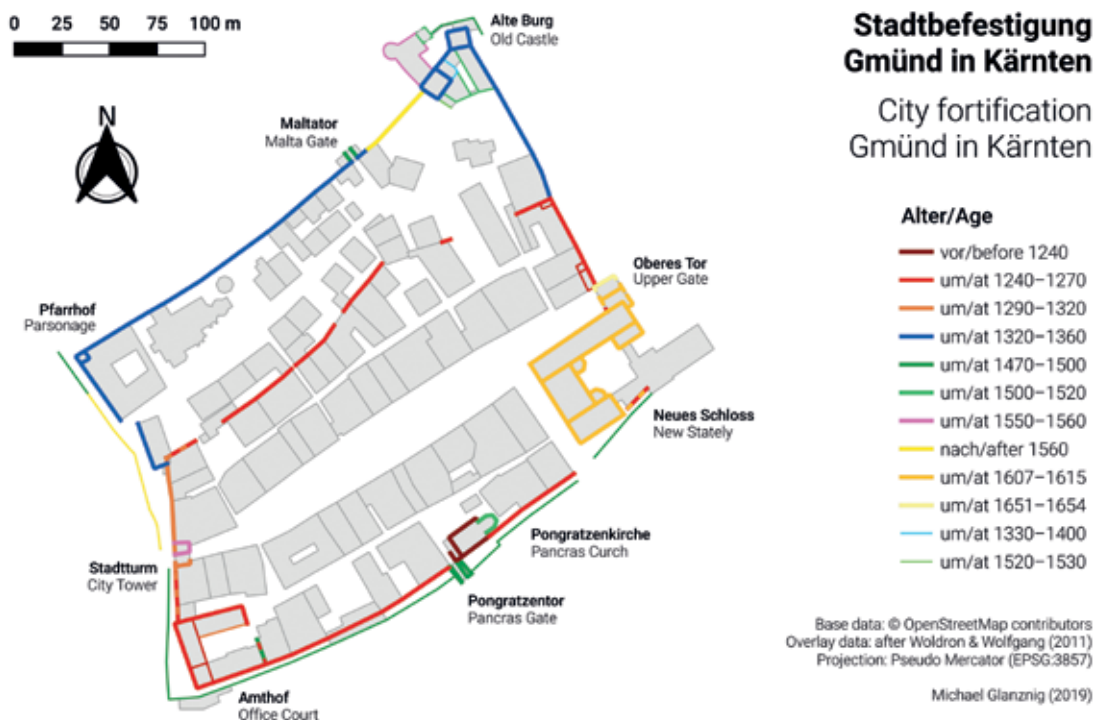 0 25 50 75 100 m
N
Alte Burg
Old Castle
Maltator
Malta Gate
Oberes Tor
Upper Gate
Pfarrhof
Parsonage
Neues Schloss
New Stately
Pongratzenkirche
Pancras Curch
Stadtturm
City Tower
Pongratzentor
Pancras Gate
Amthof
Office Court
Stadtbefestigung
Gmünd in Kärnten
City fortification
Gmünd in Kärnten
Alter/Age
vor/before 1240
um/at 1240–1270
um/at 1290–1320
um/at 1320–1360
um/at 1470–1500
um/at 1500–1520
um/at 1550–1560
nach/after 1560
um/at 1607–1615
um/at 1651–1654
um/at 1330–1400
um/at 1520–1530
Base data: © OpenStreetMap contributors
Overlay data: after Woldron & Wolfgang (2011)
Projection: Pseudo Mercator (EPSG:3857)
Michael Glanznig (2019)